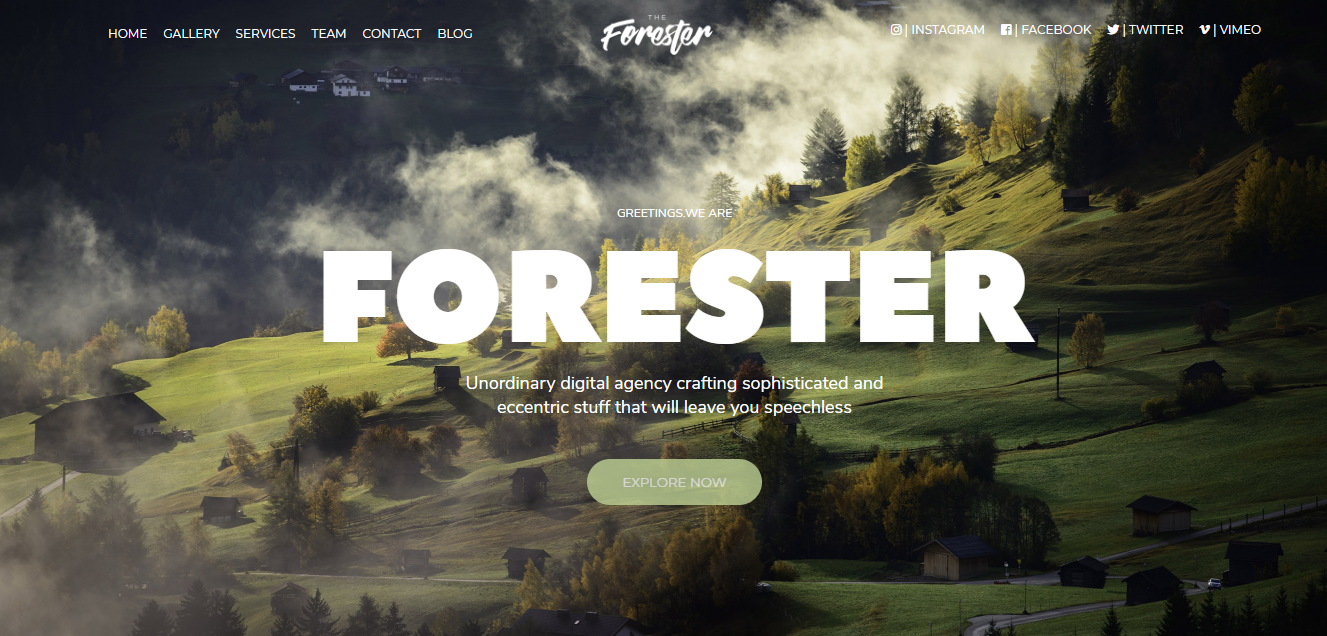 HOME GALLERY SERVICES TEAM CONTACT BLOG
THE
Forester
| INSTAGRAM | FACEBOOK | TWITTER | VIMEO
GREETINGS.WE ARE
FORESTER
Unordinary digital agency crafting sophisticated and
eccentric stuff that will leave you speechless
EXPLORE NOW